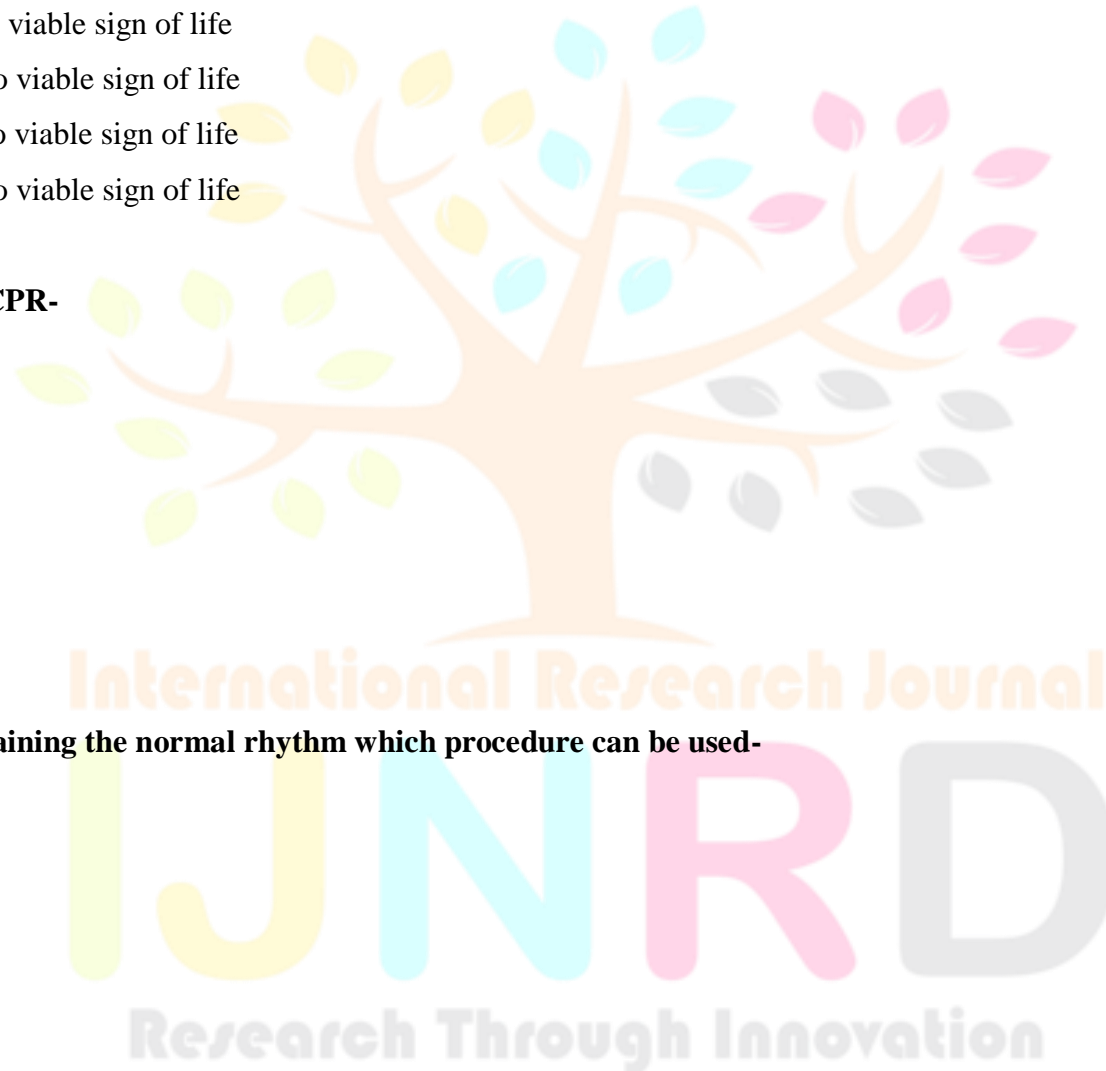 viable sign of life
viable sign of life
viable sign of life
viable sign of life
CPR-
International Research Journal
aining the normal rhythm which procedure can be used-
IJNRD
Research Through Innovation